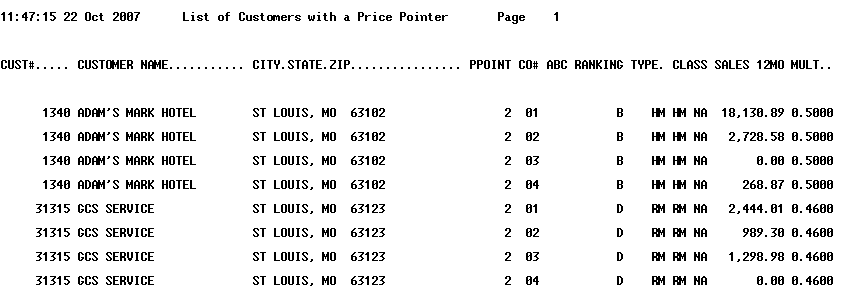 11:47:15 22 Oct 2007      List of Customers with a Price Pointer       Page    1
CUST#..... CUSTOMER NAME........... CITY.STATE.ZIP................ PPOINT CO# ABC RANKING TYPE. CLASS SALES 12MO MULT..
1340 ADAM'S MARK HOTEL        ST LOUIS, MO  63102                 2  01           B    HM HM NA  18,130.89 0.5000
1340 ADAM'S MARK HOTEL        ST LOUIS, MO  63102                 2  02           B    HM HM NA   2,728.58 0.5000
1340 ADAM'S MARK HOTEL        ST LOUIS, MO  63102                 2  03           B    HM HM NA       0.00 0.5000
1340 ADAM'S MARK HOTEL        ST LOUIS, MO  63102                 2  04           B    HM HM NA     268.87 0.5000
31315 GCS SERVICE              ST LOUIS, MO  63123                 2  01           D    RM RM NA   2,444.01 0.4600
31315 GCS SERVICE              ST LOUIS, MO  63123                 2  02           D    RM RM NA     989.30 0.4600
31315 GCS SERVICE              ST LOUIS, MO  63123                 2  03           D    RM RM NA   1,298.98 0.4600
31315 GCS SERVICE              ST LOUIS, MO  63123                 2  04           D    RM RM NA       0.00 0.4600